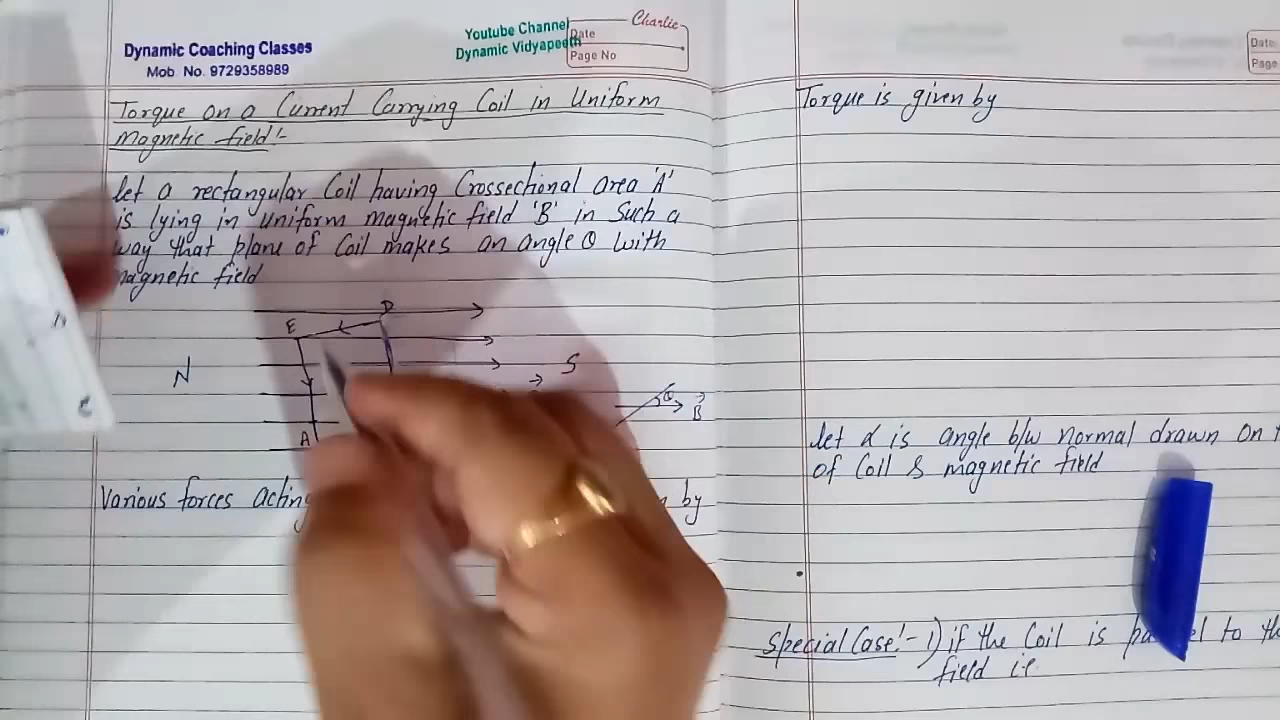 Dynamic Coaching Classes
Mob. No. 9729358989
Youtube Channel
Dynamic Vidyapeeth
Charlie
Date
Page No
Torque on a Current Carrying Coil in Uniform
Magnetic field:-
let a rectangular Coil having Crossectional area 'A'
is lying in uniform magnetic field 'B' in Such a
way that plane of Coil makes an angle θ with
magnetic field
E
D
N
S
A
θ
B
Various forces acting
by
Date
Page
Torque is given by
let α is angle b/w normal drawn on
of Coil & magnetic field
Special Case:- 1) if the Coil is parallel to the
field i.e